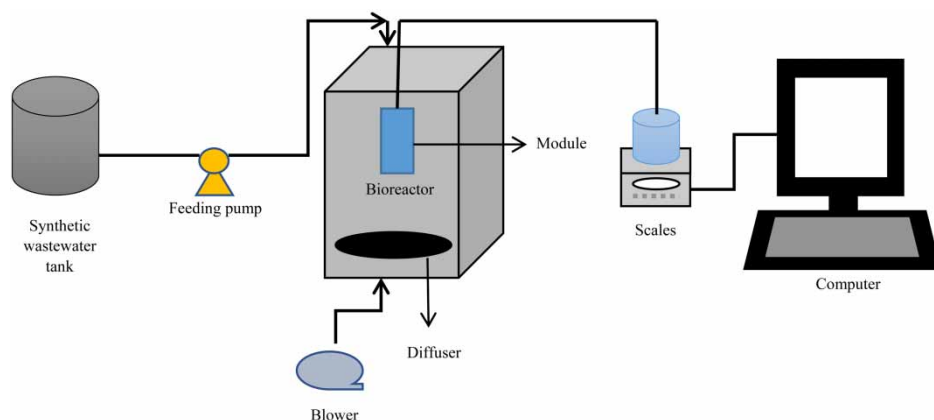 Synthetic
wastewater
tank
Feeding pump
Bioreactor
Module
Diffuser
Blower
Scales
Computer